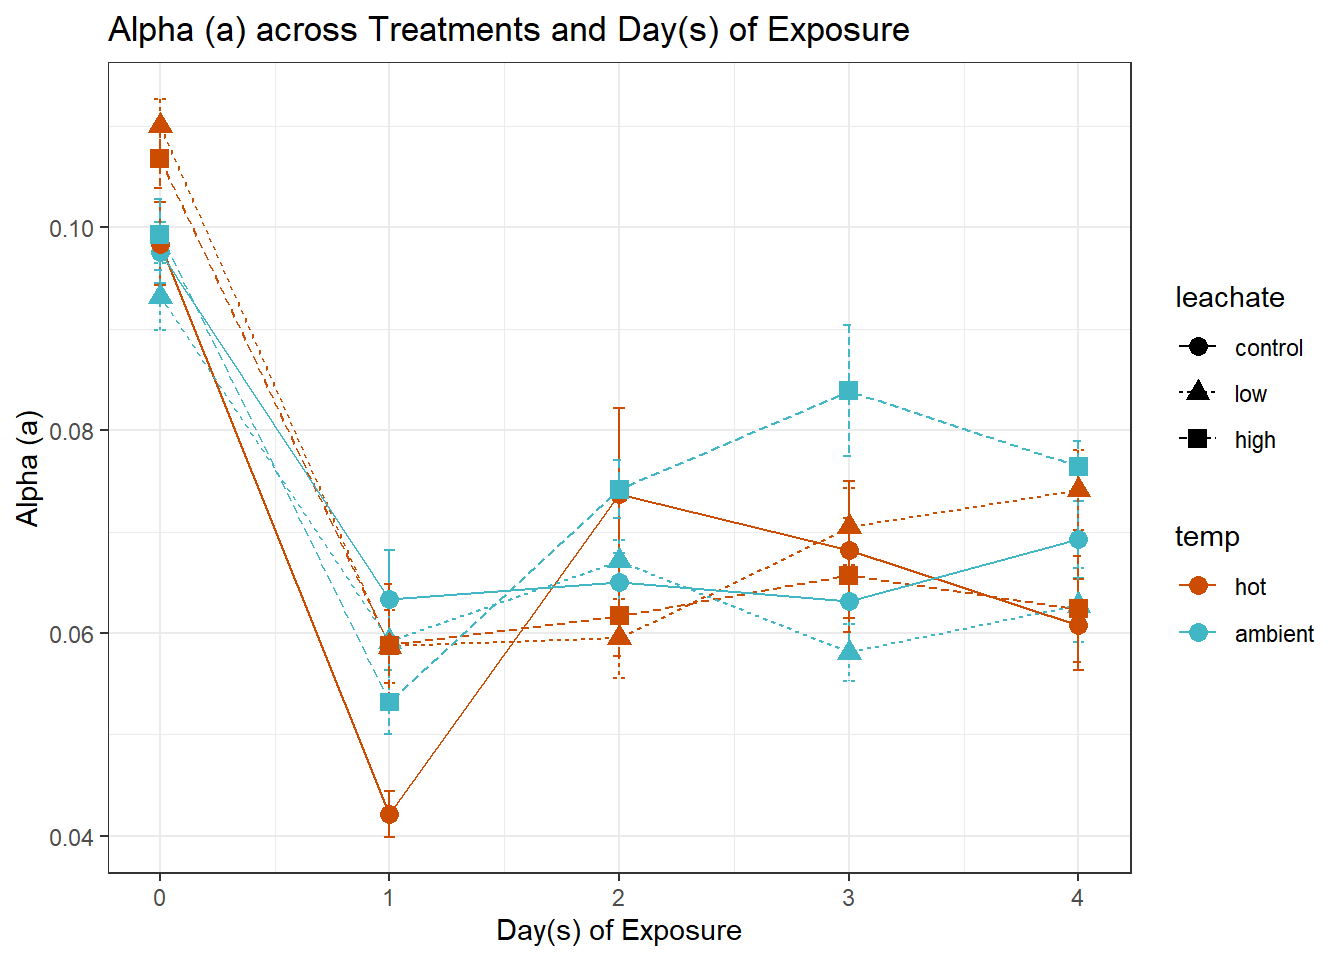 Alpha (a) across Treatments and Day(s) of Exposure
Alpha (a)
0.10
0.08
0.06
0.04
0
1
2
3
4
Day(s) of Exposure
leachate
control
low
high
temp
hot
ambient